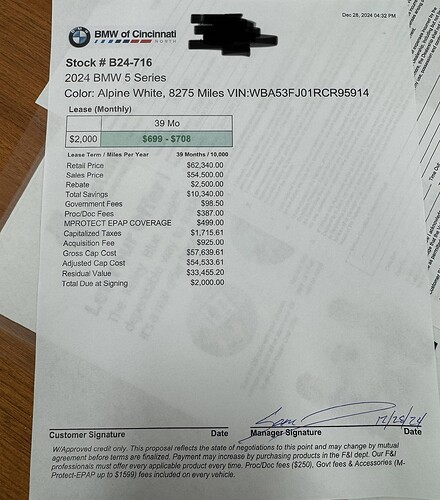 Dec 28, 2024 04:32 PM
BMW of Cincinnati
NORTH
Stock # B24-716
2024 BMW 5 Series
Color: Alpine White, 8275 Miles VIN:WBA53FJ01RCR95914
Lease (Monthly)
39 Mo
$2,000 $699 - $708
Lease Term / Miles Per Year 39 Months / 10,000
Retail Price $62,340.00
Sales Price $54,500.00
Rebate $2,500.00
Total Savings $10,340.00
Government Fees $98.50
Proc/Doc Fees $387.00
MPROTECT EPAP COVERAGE $499.00
Capitalized Taxes $1,715.61
Acquisition Fee $925.00
Gross Cap Cost $57,639.61
Adjusted Cap Cost $54,533.61
Residual Value $33,455.20
Total Due at Signing $2,000.00
12/28/24
Customer Signature Date Manager Signature Date
W/Approved credit only. This proposal reflects the state of negotiations to this point and may change by mutual
agreement before terms are finalized. Payment may increase by purchasing products in the F&I dept. Our F&I
professionals must offer every applicable product every time. Proc/Doc fees ($250), Govt fees & Accessories (M-
Protect-EPAP up to $1599) fees included on every vehicle.